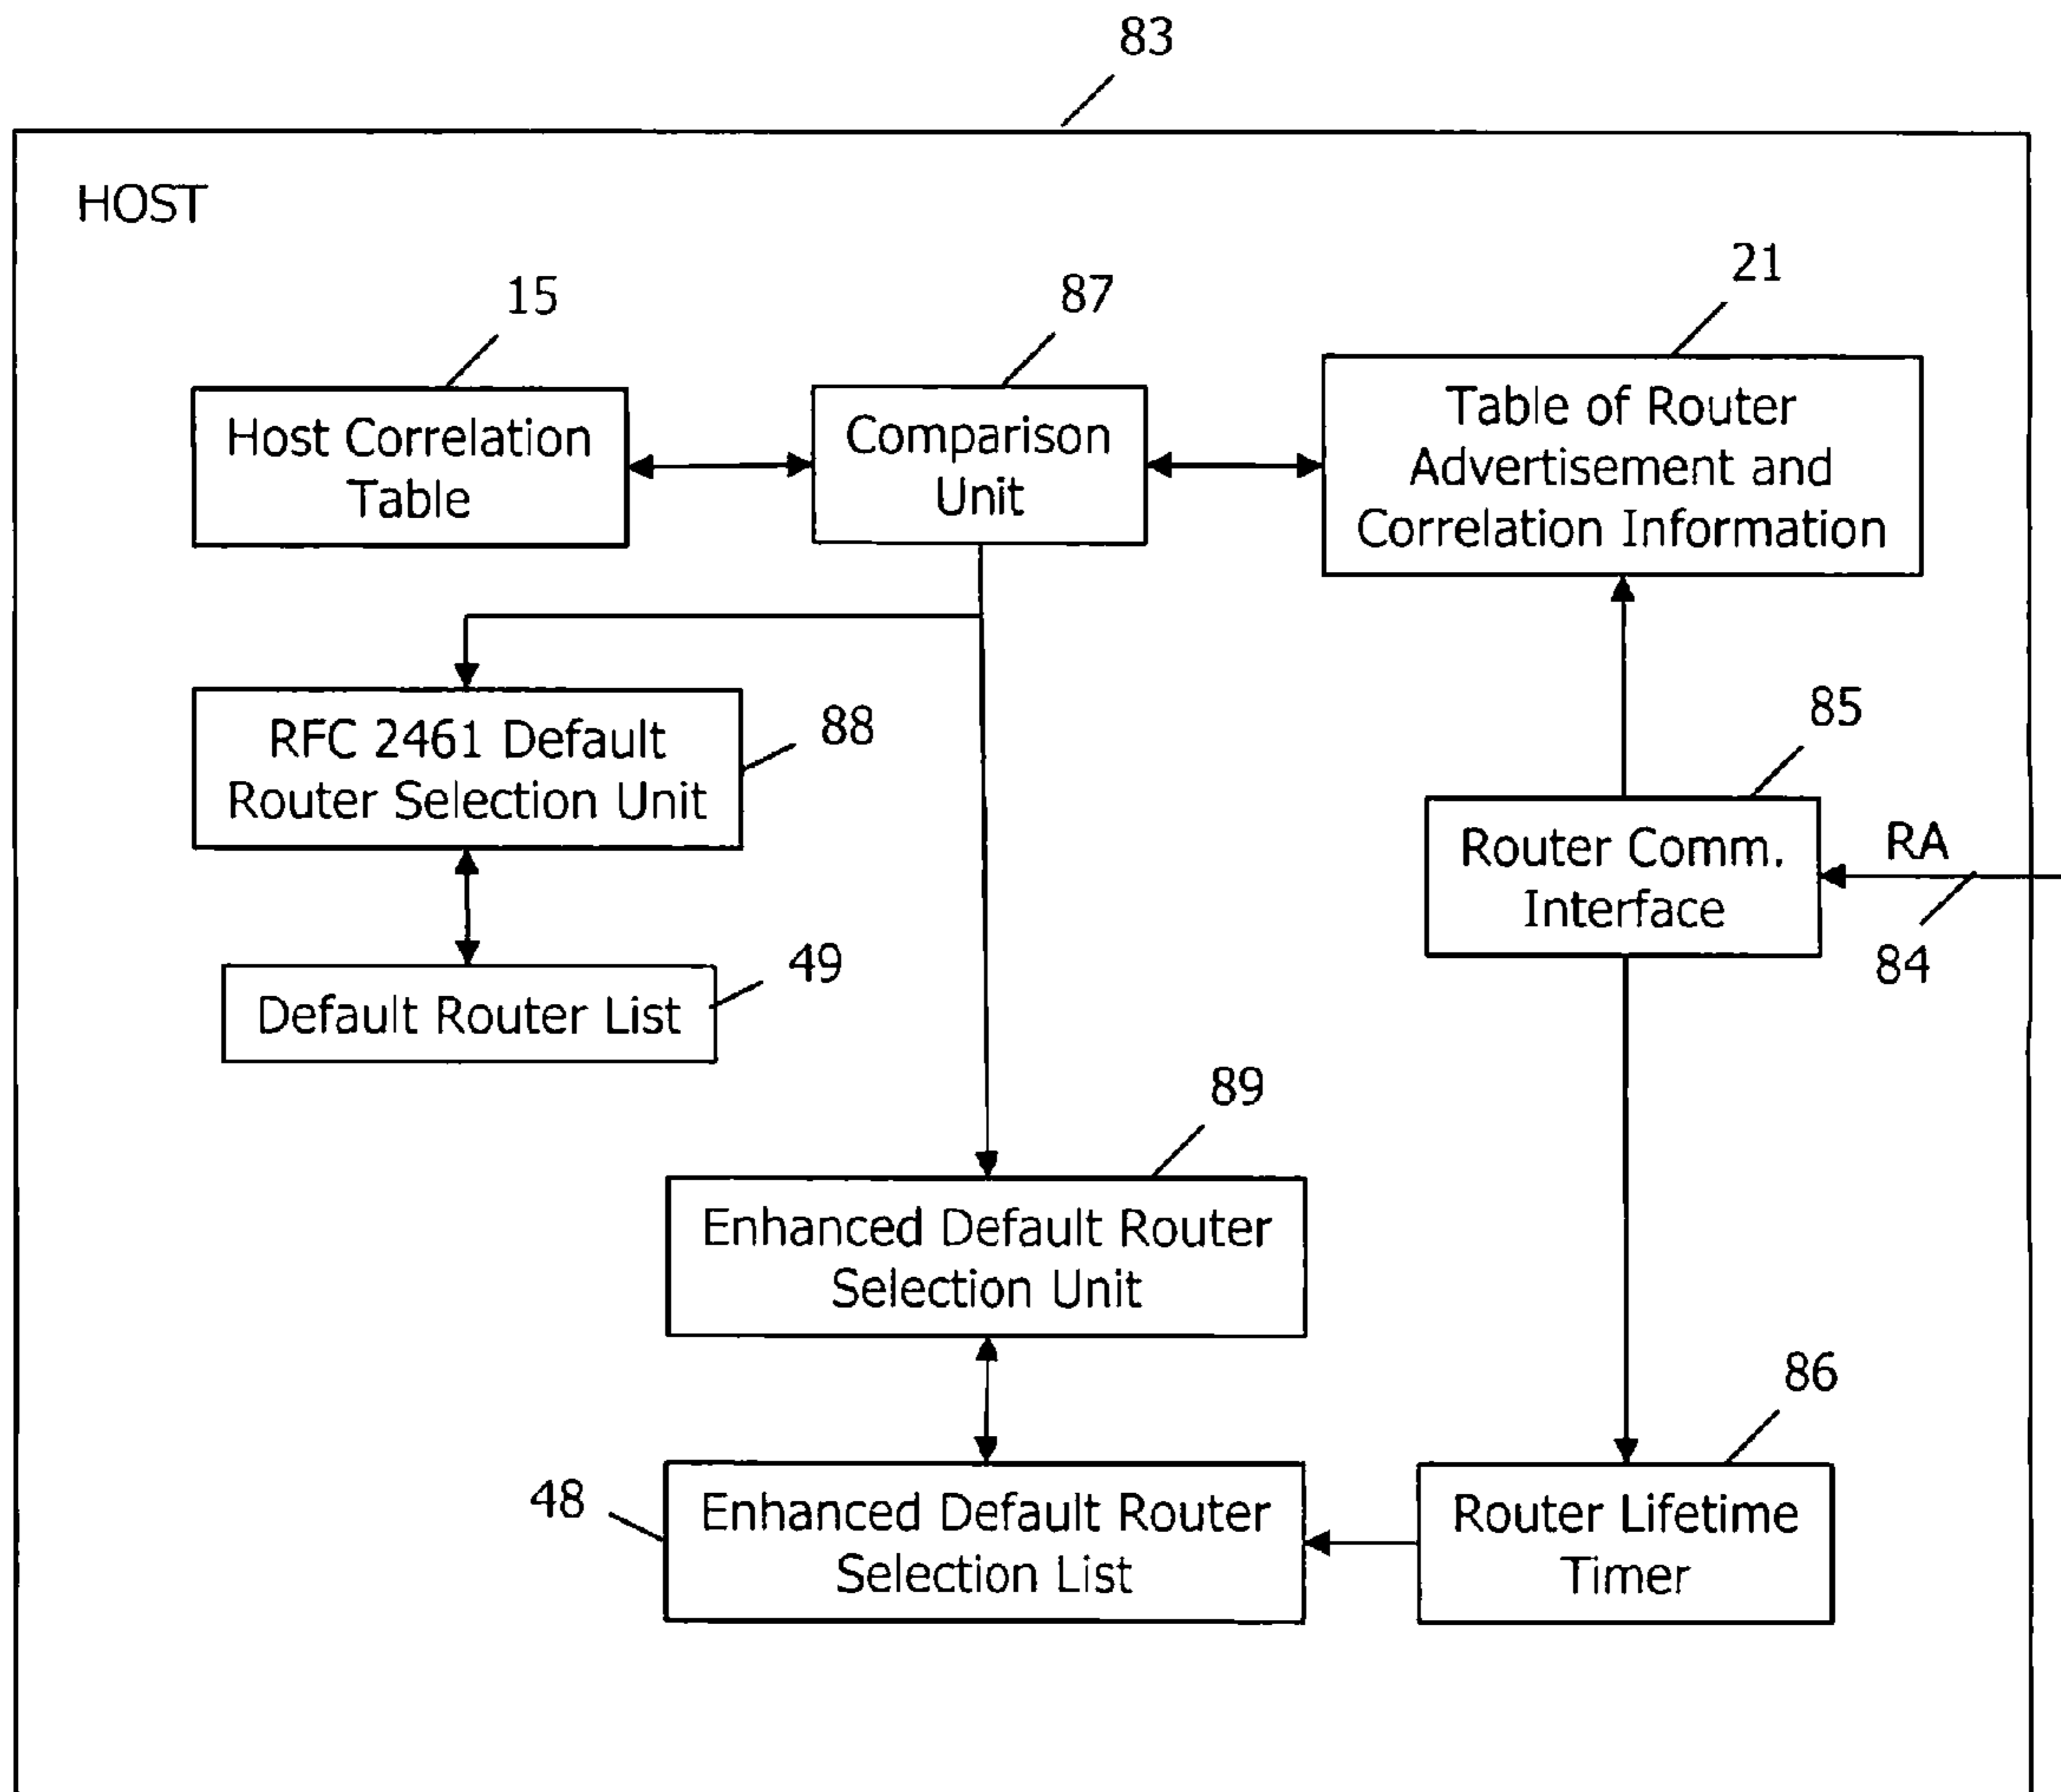 83
HOST
15
87
21
Host Correlation
Table
Comparison
Unit
Table of Router
Advertisement and
Correlation Information
RFC 2461 Default
Router Selection Unit
88
85
Router Comm.
Interface
RA
84
Default Router List
49
89
Enhanced Default Router
Selection Unit
86
48
Enhanced Default Router
Selection List
Router Lifetime
Timer